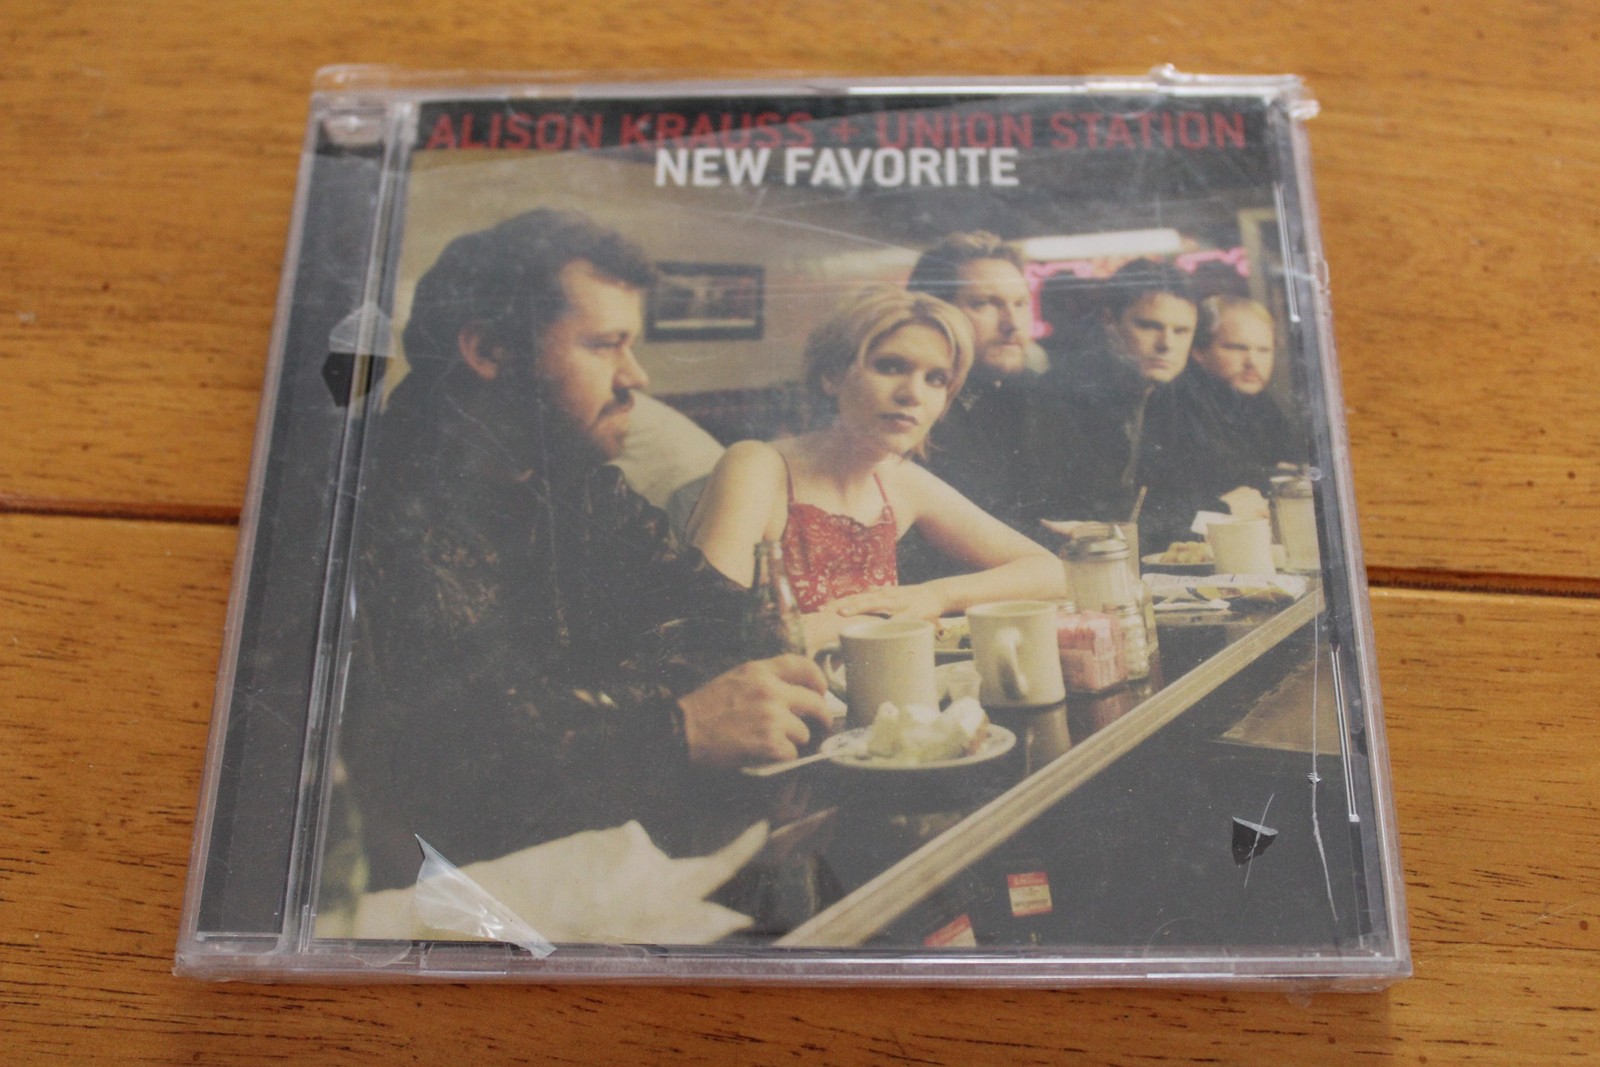 ALISON KRAUSS + UNION STATION
NEW FAVORITE